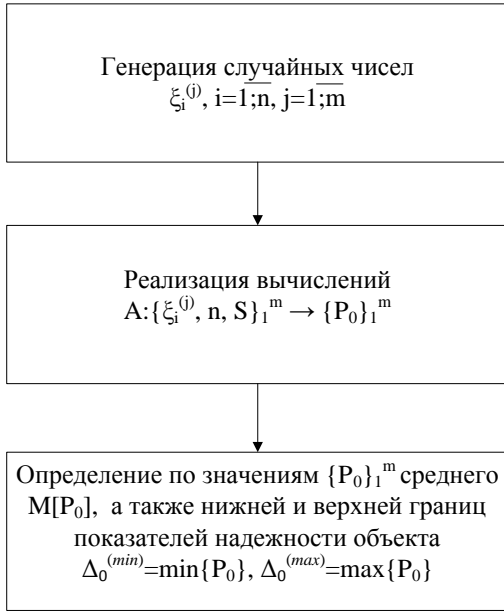 Генерация случайных чисел
ξᵢ⁽ʲ⁾, i=1;n̅, j=1;m̅
Реализация вычислений
A:{ξᵢ⁽ʲ⁾, n, S}₁ᵐ → {P₀}₁ᵐ
Определение по значениям {P₀}₁ᵐ среднего
M[P₀], а также нижней и верхней границ
показателей надежности объекта
Δ₀⁽ᵐⁱⁿ⁾=min{P₀}, Δ₀⁽ᵐᵃˣ⁾=max{P₀}